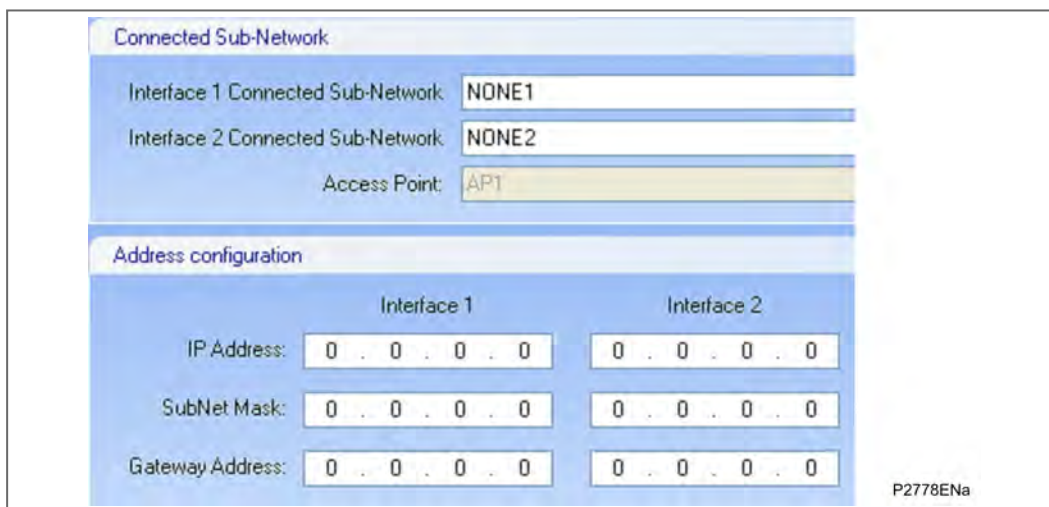 Connected Sub-Network
Interface 1 Connected Sub-Network NONE1
Interface 2 Connected Sub-Network NONE2
Access Point: AP1
Address configuration
Interface 1 Interface 2
IP Address: 0 . 0 . 0 . 0 0 . 0 . 0 . 0
SubNet Mask: 0 . 0 . 0 . 0 0 . 0 . 0 . 0
Gateway Address: 0 . 0 . 0 . 0 0 . 0 . 0 . 0
P2778ENa